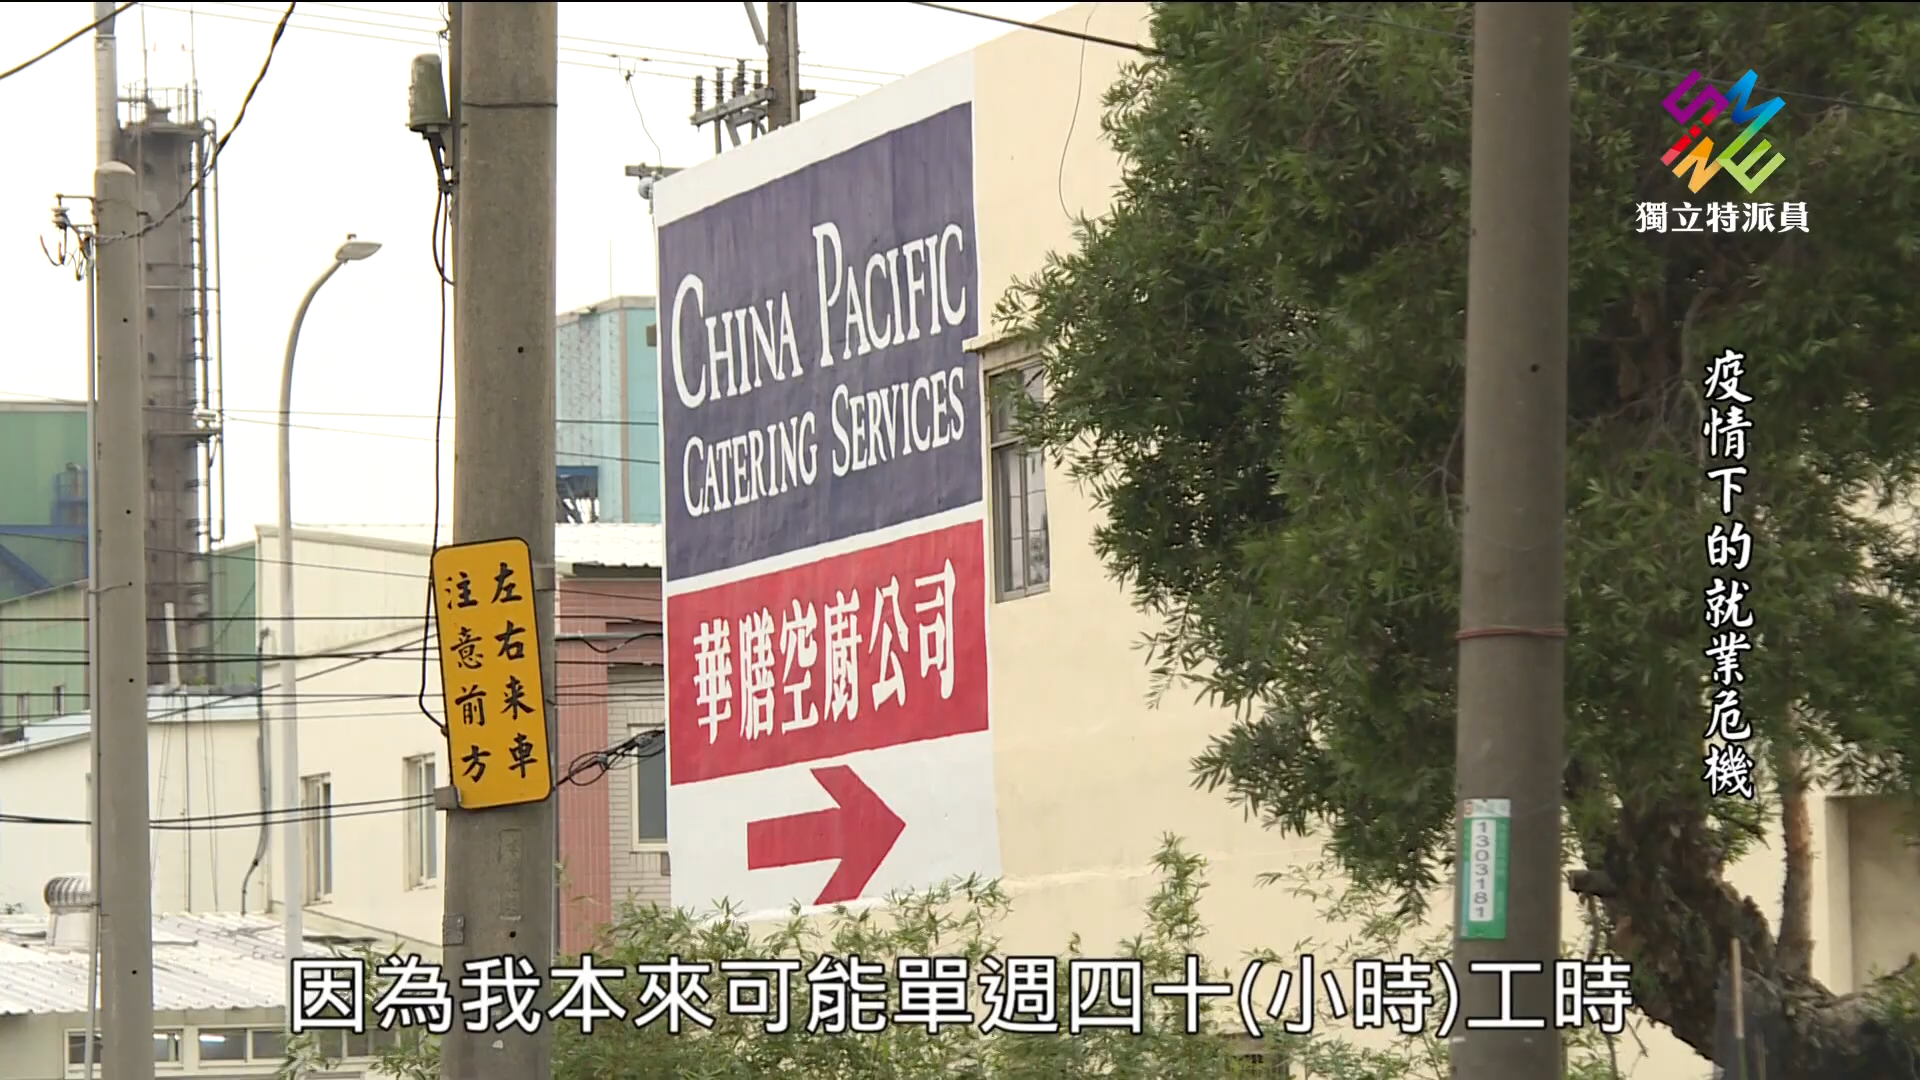 獨立特派員
疫情下的就業危機
CHINA PACIFIC
CATERING SERVICES
華膳空廚公司
左右来車
注意前方
1303181
因為我本來可能單週四十(小時)工時